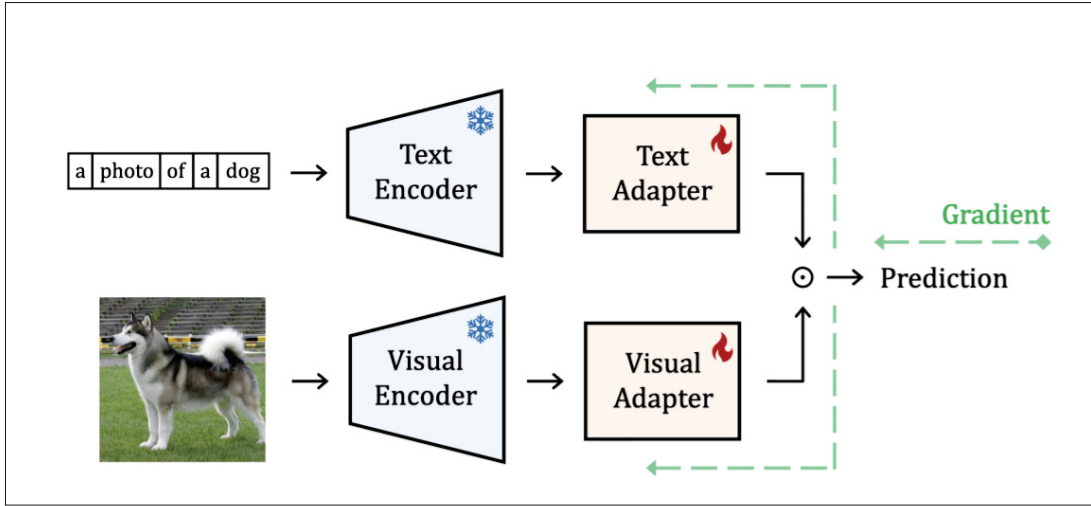 a photo of a dog
Text
Encoder
Text
Adapter
Gradient
Prediction
Visual
Encoder
Visual
Adapter